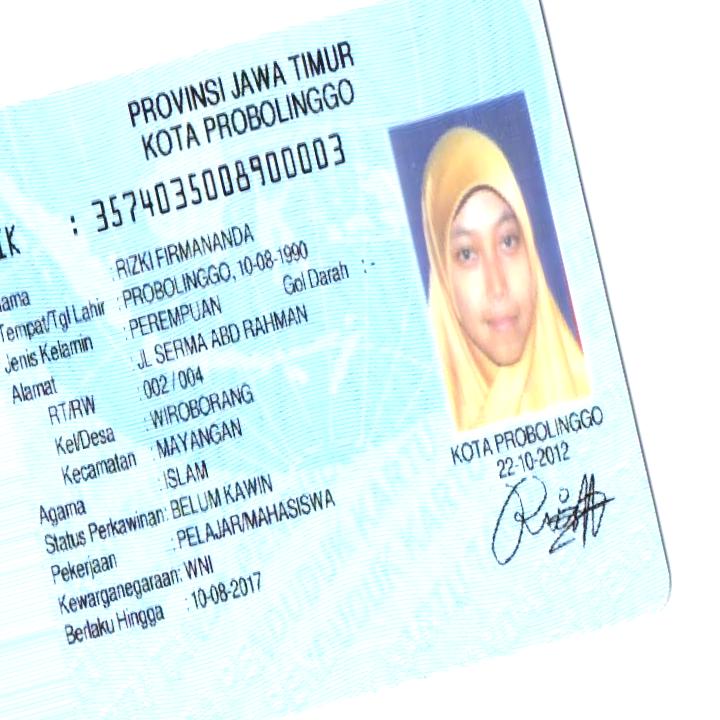 PROVINSI JAWA TIMUR
KOTA PROBOLINGGO
IK : 3574035008900003
ama : RIZKI FIRMANANDA
Tempat/Tgl Lahir : PROBOLINGGO, 10-08-1990
Jenis Kelamin : PEREMPUAN Gol Darah : -
Alamat : JL SERMA ABD RAHMAN
RT/RW : 002 / 004
Kel/Desa : WIROBORANG
Kecamatan : MAYANGAN
Agama : ISLAM
Status Perkawinan: BELUM KAWIN
Pekerjaan : PELAJAR/MAHASISWA
Kewarganegaraan: WNI
Berlaku Hingga : 10-08-2017
KOTA PROBOLINGGO
22-10-2012